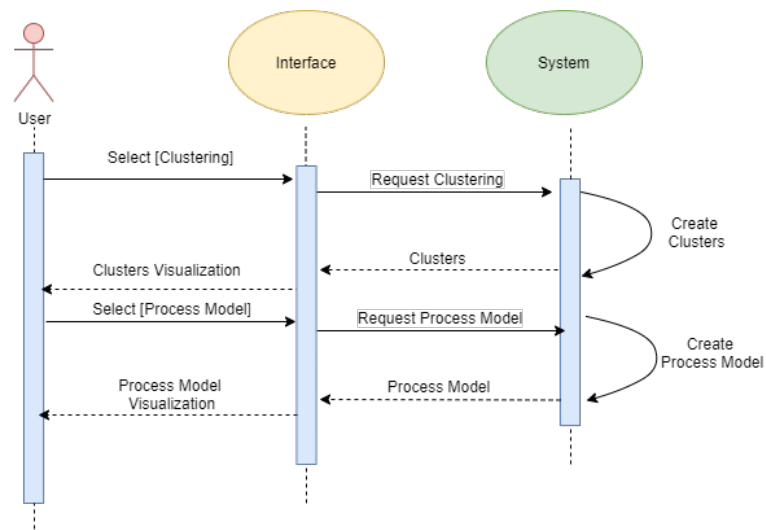 Interface
System
User
Select [Clustering]
Request Clustering
Create
Clusters
Clusters
Clusters Visualization
Select [Process Model]
Request Process Model
Create
Process Model
Process Model
Process Model
Visualization